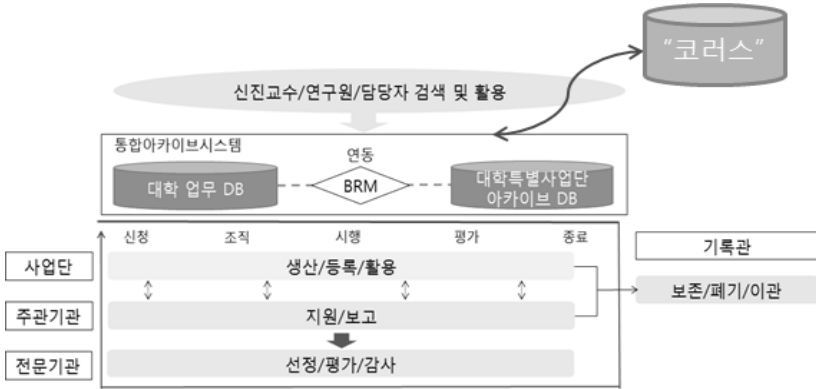 “코러스”
신진교수/연구원/담당자 검색 및 활용
통합아카이브시스템
연동
대학 업무 DB
BRM
대학특별사업단
아카이브 DB
신청 조직 시행 평가 종료
기록관
사업단
생산/등록/활용
보존/폐기/이관
주관기관
지원/보고
전문기관
선정/평가/감사